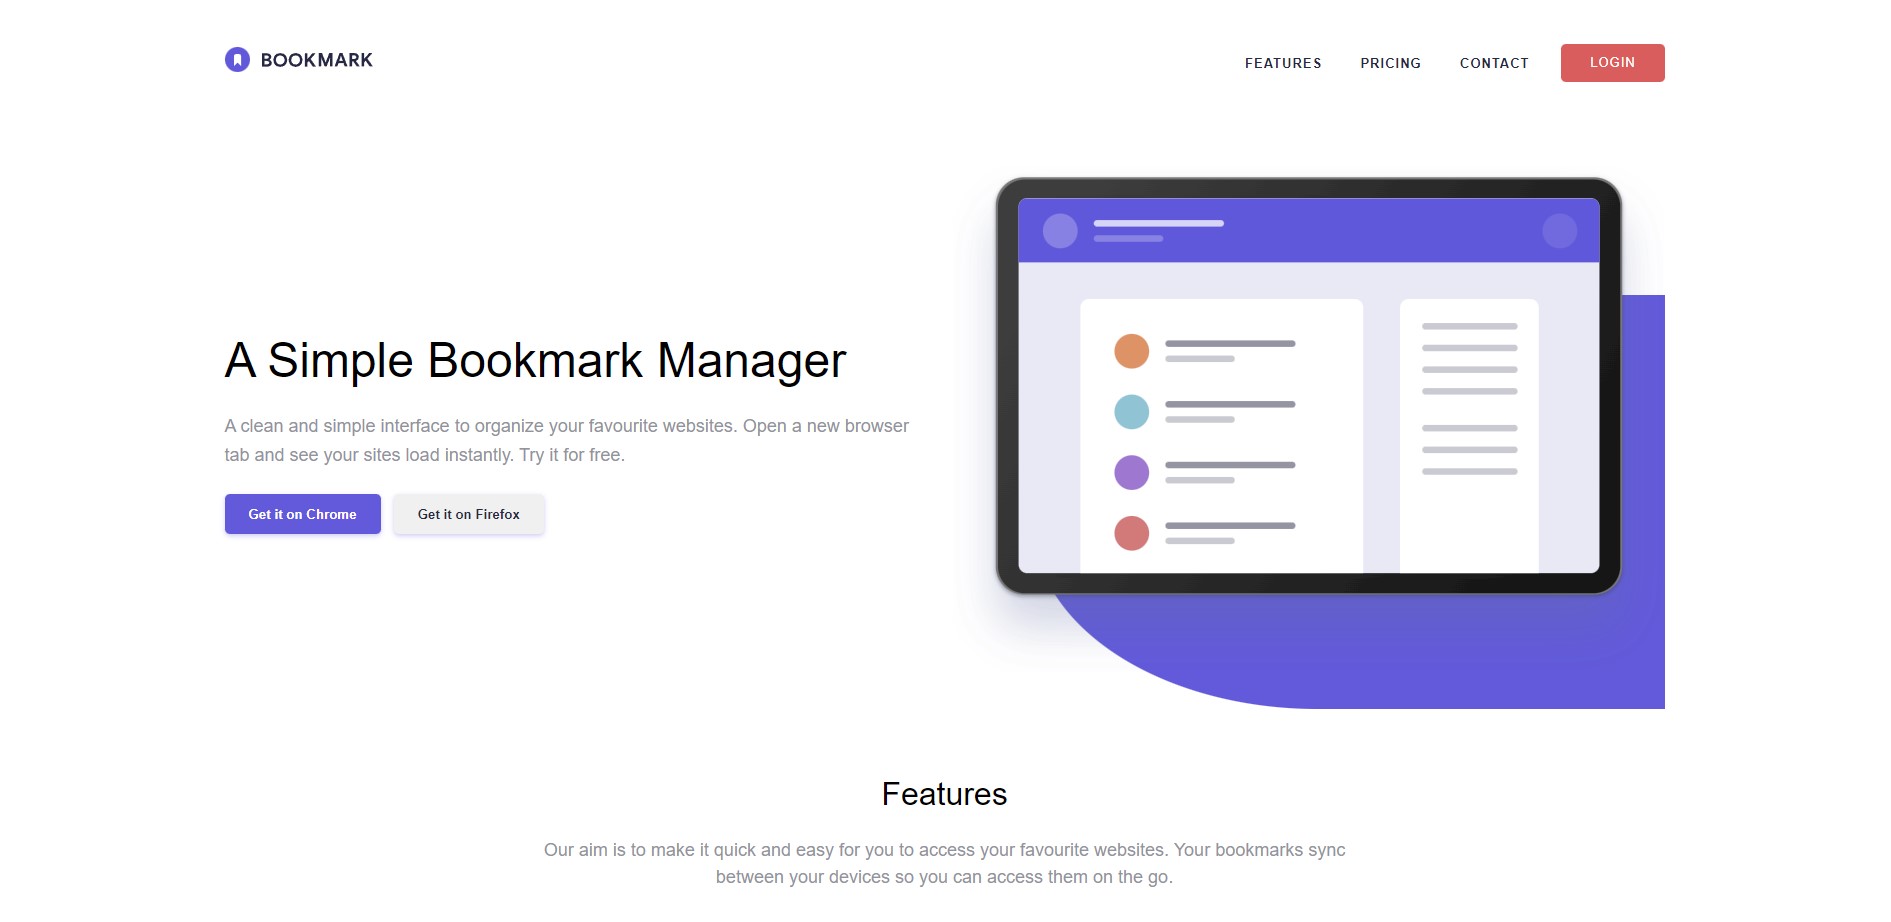 BOOKMARK
FEATURES PRICING CONTACT LOGIN
A Simple Bookmark Manager
A clean and simple interface to organize your favourite websites. Open a new browser
tab and see your sites load instantly. Try it for free.
Get it on Chrome Get it on Firefox
Features
Our aim is to make it quick and easy for you to access your favourite websites. Your bookmarks sync
between your devices so you can access them on the go.